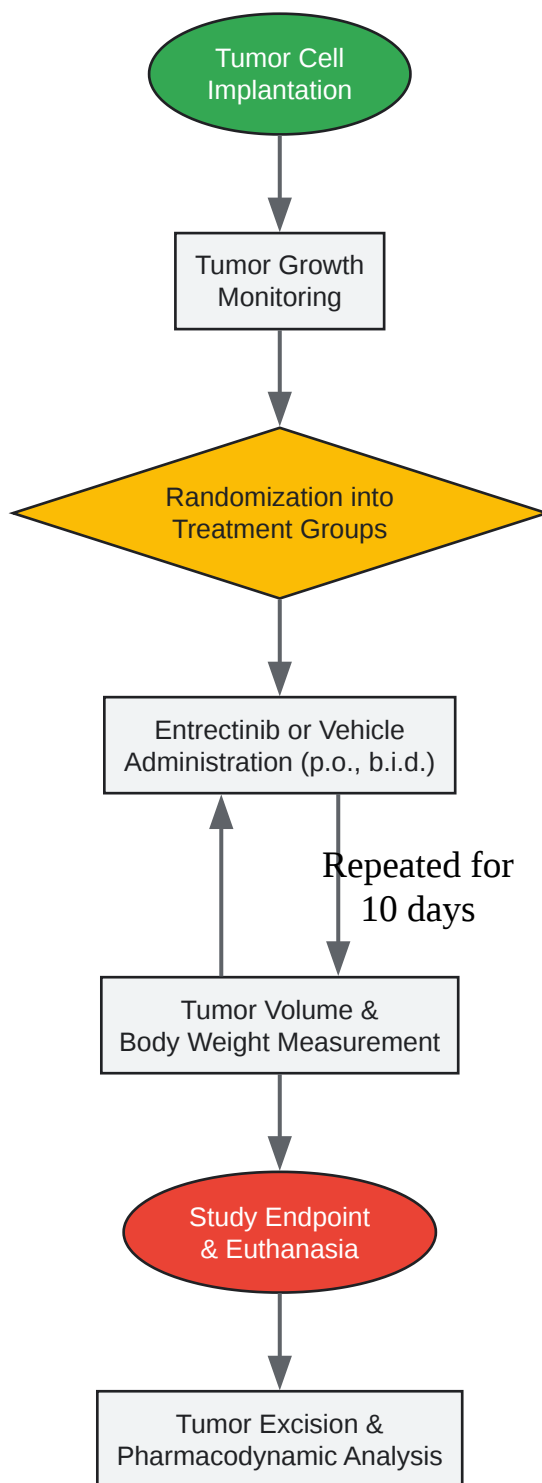 Tumor Cell
Implantation
Tumor Growth
Monitoring
Randomization into
Treatment Groups
Entrectinib or Vehicle
Administration (p.o., b.i.d.)
Repeated for
10 days
Tumor Volume &
Body Weight Measurement
Study Endpoint
& Euthanasia
Tumor Excision &
Pharmacodynamic Analysis